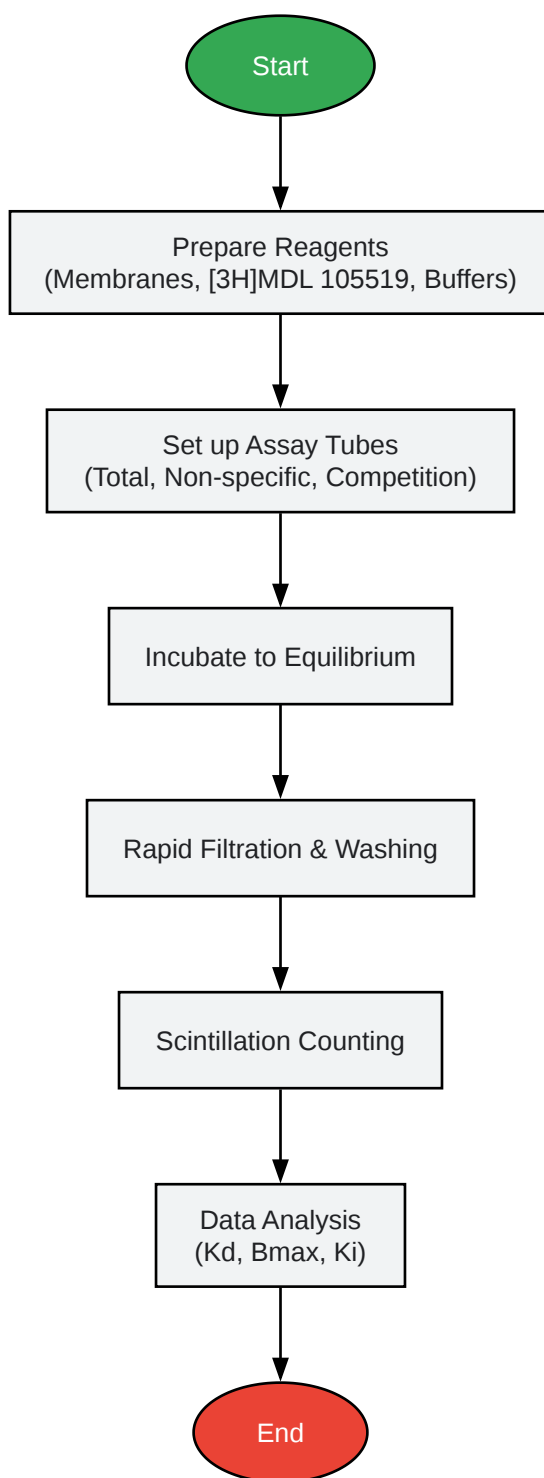 Start
Prepare Reagents
(Membranes, [3H]MDL 105519, Buffers)
Set up Assay Tubes
(Total, Non-specific, Competition)
Incubate to Equilibrium
Rapid Filtration & Washing
Scintillation Counting
Data Analysis
(Kd, Bmax, Ki)
End